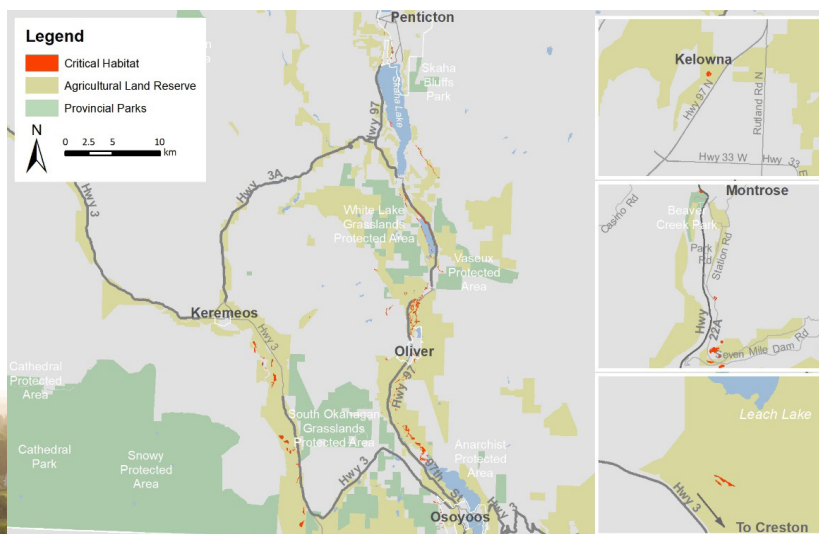 Legend
Critical Habitat
Agricultural Land Reserve
Provincial Parks
N
0 2.5 5 10
km
Penticton
Skaha
Bluffs
Park
Skaha Lake
Hwy 97
Hwy 3A
Hwy 3
White Lake
Grasslands
Protected Area
Vaseux
Protected
Area
Keremeos
Hwy 3
Oliver
Hwy 97
Cathedral
Protected
Area
Cathedral
Park
Snowy
Protected
Area
South Okanagan
Grasslands
Protected Area
Hwy 3
Anarchist
Protected
Area
97th St
Osoyoos
Hwy 3
Kelowna
Hwy 97 N
Rutland Rd N
Hwy 33 W
Hwy 33 E
Montrose
Casino Rd
Beaver
Creek Park
Park
Rd
Station Rd
Hwy 22A
Seven Mile Dam Rd
Leach Lake
Hwy 3
To Creston